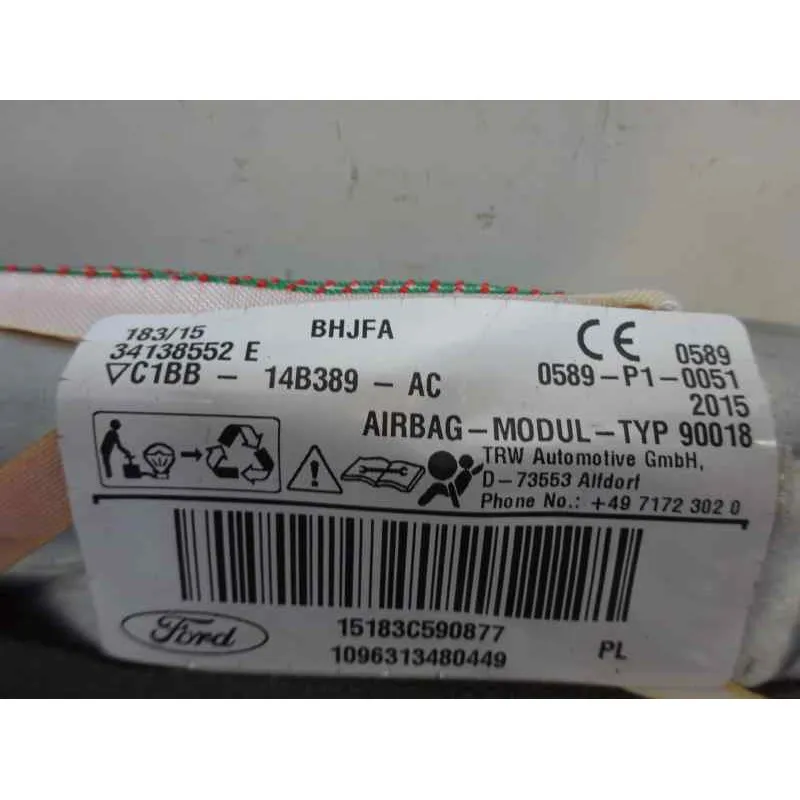 183/15 BHJFA CE 0589
34138552 E 0589-P1-0051
▽C1BB - 14B389 - AC 2015
AIRBAG-MODUL-TYP 90018
TRW Automotive GmbH,
D-73553 Alfdorf
Phone No.: +49 7172 302 0
15183C590877
Ford PL
1096313480449